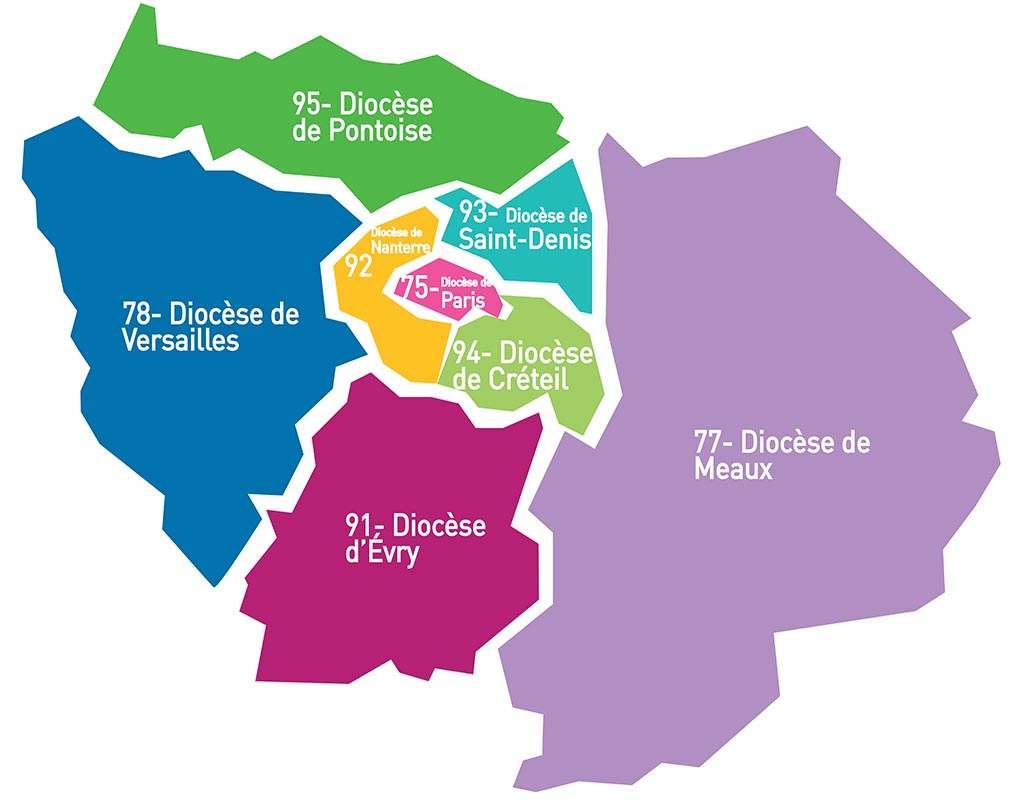 95- Diocèse
de Pontoise
93- Diocèse de
Saint-Denis
Diocèse de
Nanterre
92
75- Diocèse de
Paris
78- Diocèse de
Versailles
94- Diocèse
de Créteil
77- Diocèse de
Meaux
91- Diocèse
d'Évry